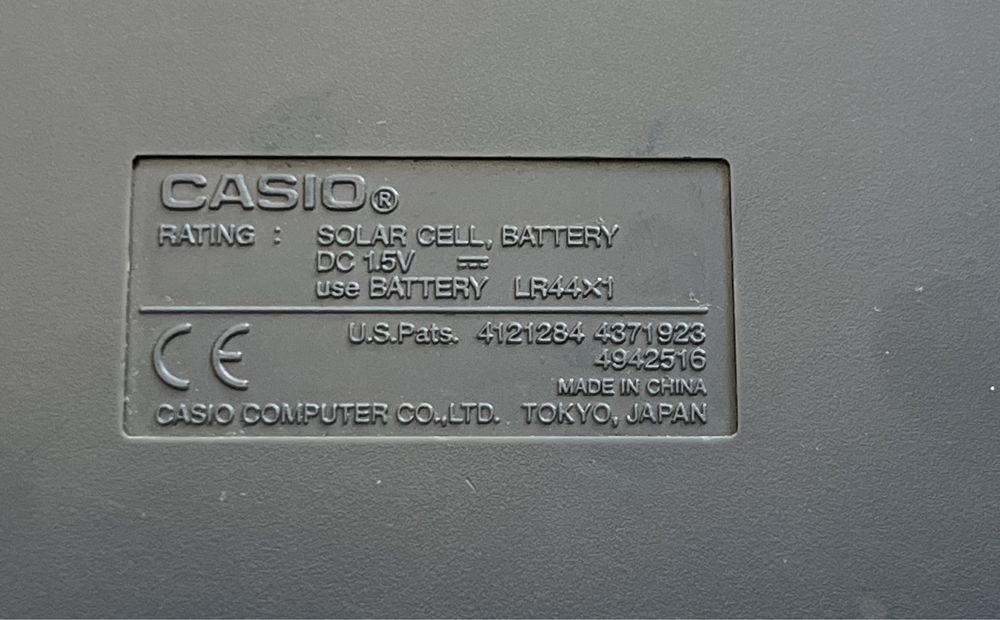 CASIO®
RATING : SOLAR CELL, BATTERY
DC 1.5V ⎓
use BATTERY LR44X1
CE U.S.Pats. 4121284 4371923
4942516
MADE IN CHINA
CASIO COMPUTER CO.,LTD. TOKYO, JAPAN